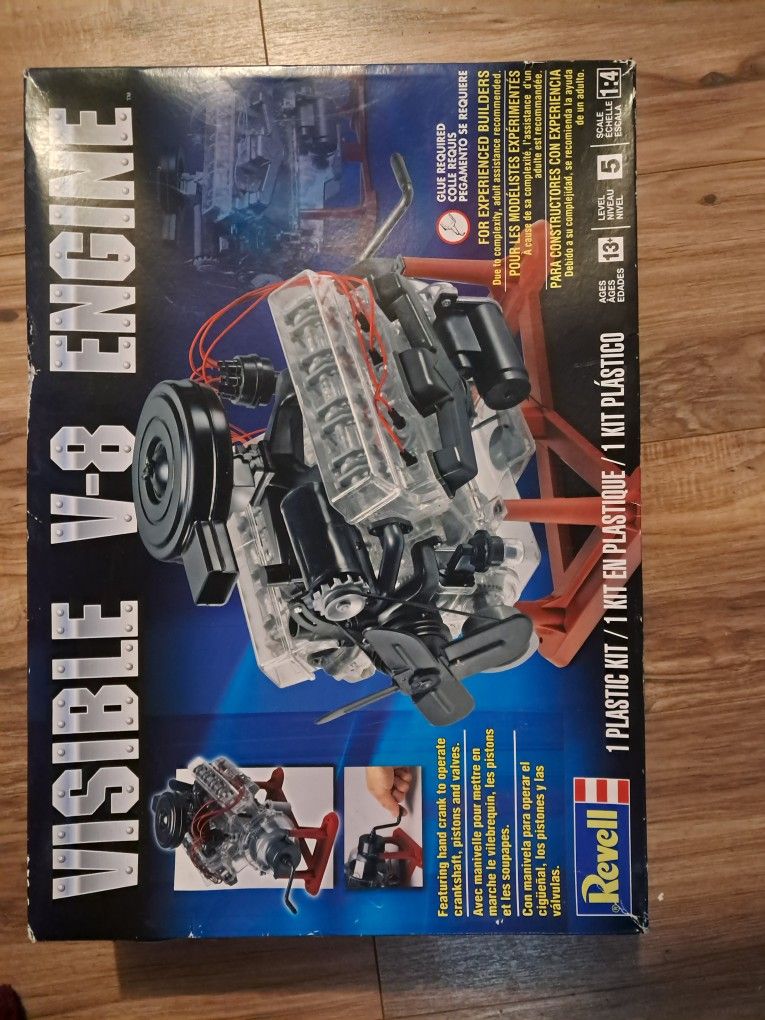 VISIBLE V-8 ENGINE™
GLUE REQUIRED
COLLE REQUIS
PEGAMENTO SE REQUIERE
FOR EXPERIENCED BUILDERS
Due to complexity, adult assistance recommended.
POUR LES MODÉLISTES EXPÉRIMENTÉS
À cause de sa complexité, l'assistance d'un
adulte est recommandée.
PARA CONSTRUCTORES CON EXPERIENCIA
Debido a su complejidad, se recomienda la ayuda
de un adulto.
AGES
ÂGES
EDADES
13+
LEVEL
NIVEAU
NIVEL
5
SCALE
ÉCHELLE
ESCALA
1:4
Featuring hand crank to operate
crankshaft, pistons and valves.
Avec manivelle pour mettre en
marche le vilebrequin, les pistons
et les soupapes.
Con manivela para operar el
cigüeñal, los pistones y las
válvulas.
Revell®
1 PLASTIC KIT / 1 KIT EN PLASTIQUE / 1 KIT PLÁSTICO